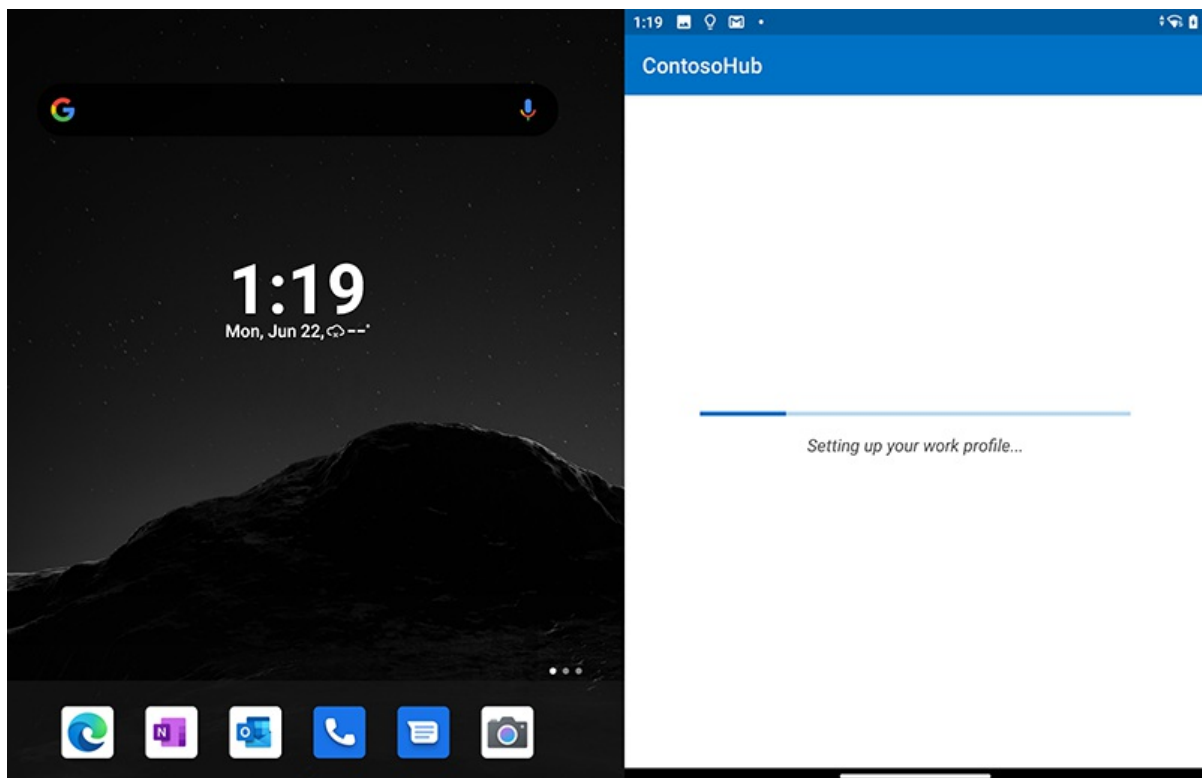 1:19
Mon, Jun 22, --°
1:19
ContosoHub
Setting up your work profile...